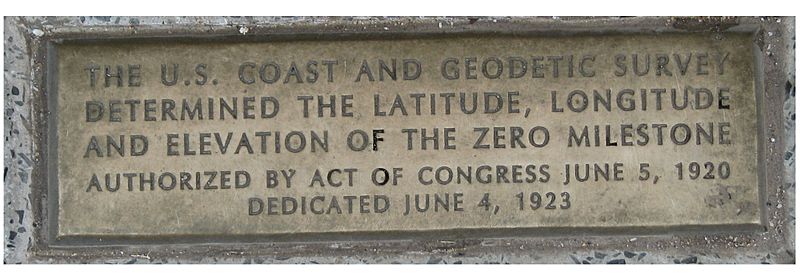 THE U.S. COAST AND GEODETIC SURVEY
DETERMINED THE LATITUDE, LONGITUDE
AND ELEVATION OF THE ZERO MILESTONE
AUTHORIZED BY ACT OF CONGRESS JUNE 5, 1920
DEDICATED JUNE 4, 1923